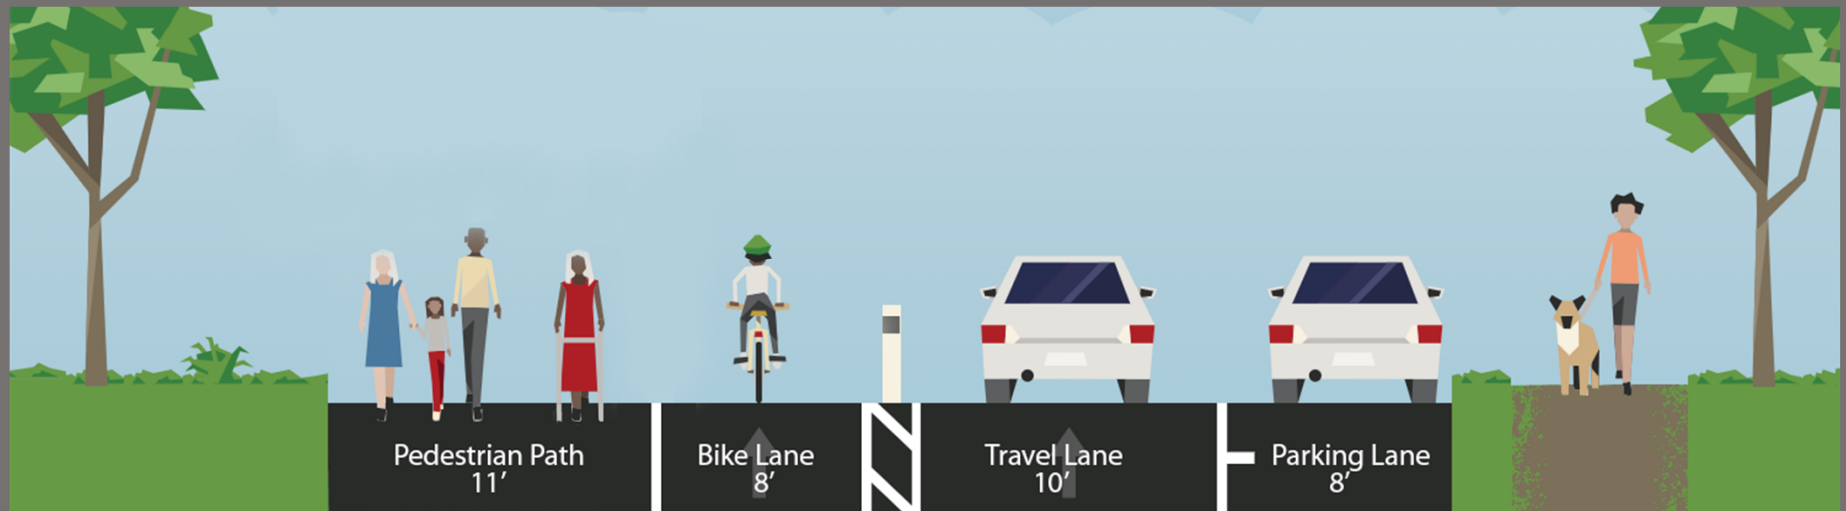 Pedestrian Path
11’
Bike Lane
8’
Travel Lane
10’
Parking Lane
8’